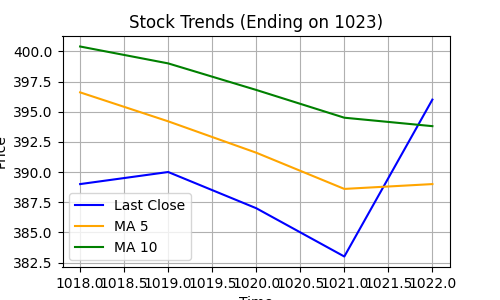 Stock Trends (Ending on 1023)
400.0
397.5
395.0
392.5
390.0
387.5
385.0
382.5
Price
Last Close
MA 5
MA 10
1018.0 1018.5 1019.0 1019.5 1020.0 1020.5 1021.0 1021.5 1022.0
Time